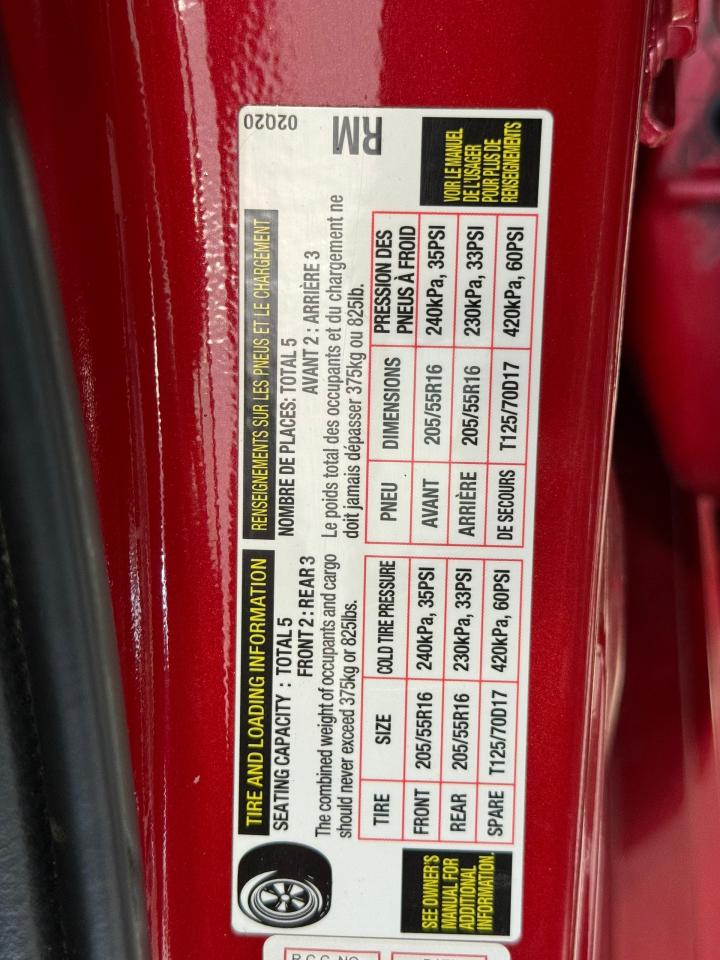 TIRE AND LOADING INFORMATION
SEATING CAPACITY : TOTAL 5
FRONT 2 : REAR 3
The combined weight of occupants and cargo
should never exceed 375kg or 825lbs.
TIRE SIZE COLD TIRE PRESSURE
FRONT 205/55R16 240kPa, 35PSI
REAR 205/55R16 230kPa, 33PSI
SPARE T125/70D17 420kPa, 60PSI
SEE OWNER'S
MANUAL FOR
ADDITIONAL
INFORMATION.
RENSEIGNEMENTS SUR LES PNEUS ET LE CHARGEMENT
NOMBRE DE PLACES: TOTAL 5
AVANT 2 : ARRIÈRE 3
Le poids total des occupants et du chargement ne
doit jamais dépasser 375kg ou 825lb.
PNEU DIMENSIONS PRESSION DES
PNEUS À FROID
AVANT 205/55R16 240kPa, 35PSI
ARRIÈRE 205/55R16 230kPa, 33PSI
DE SECOURS T125/70D17 420kPa, 60PSI
02Q20
RM
VOIR LE MANUEL
DE L'USAGER
POUR PLUS DE
RENSEIGNEMENTS